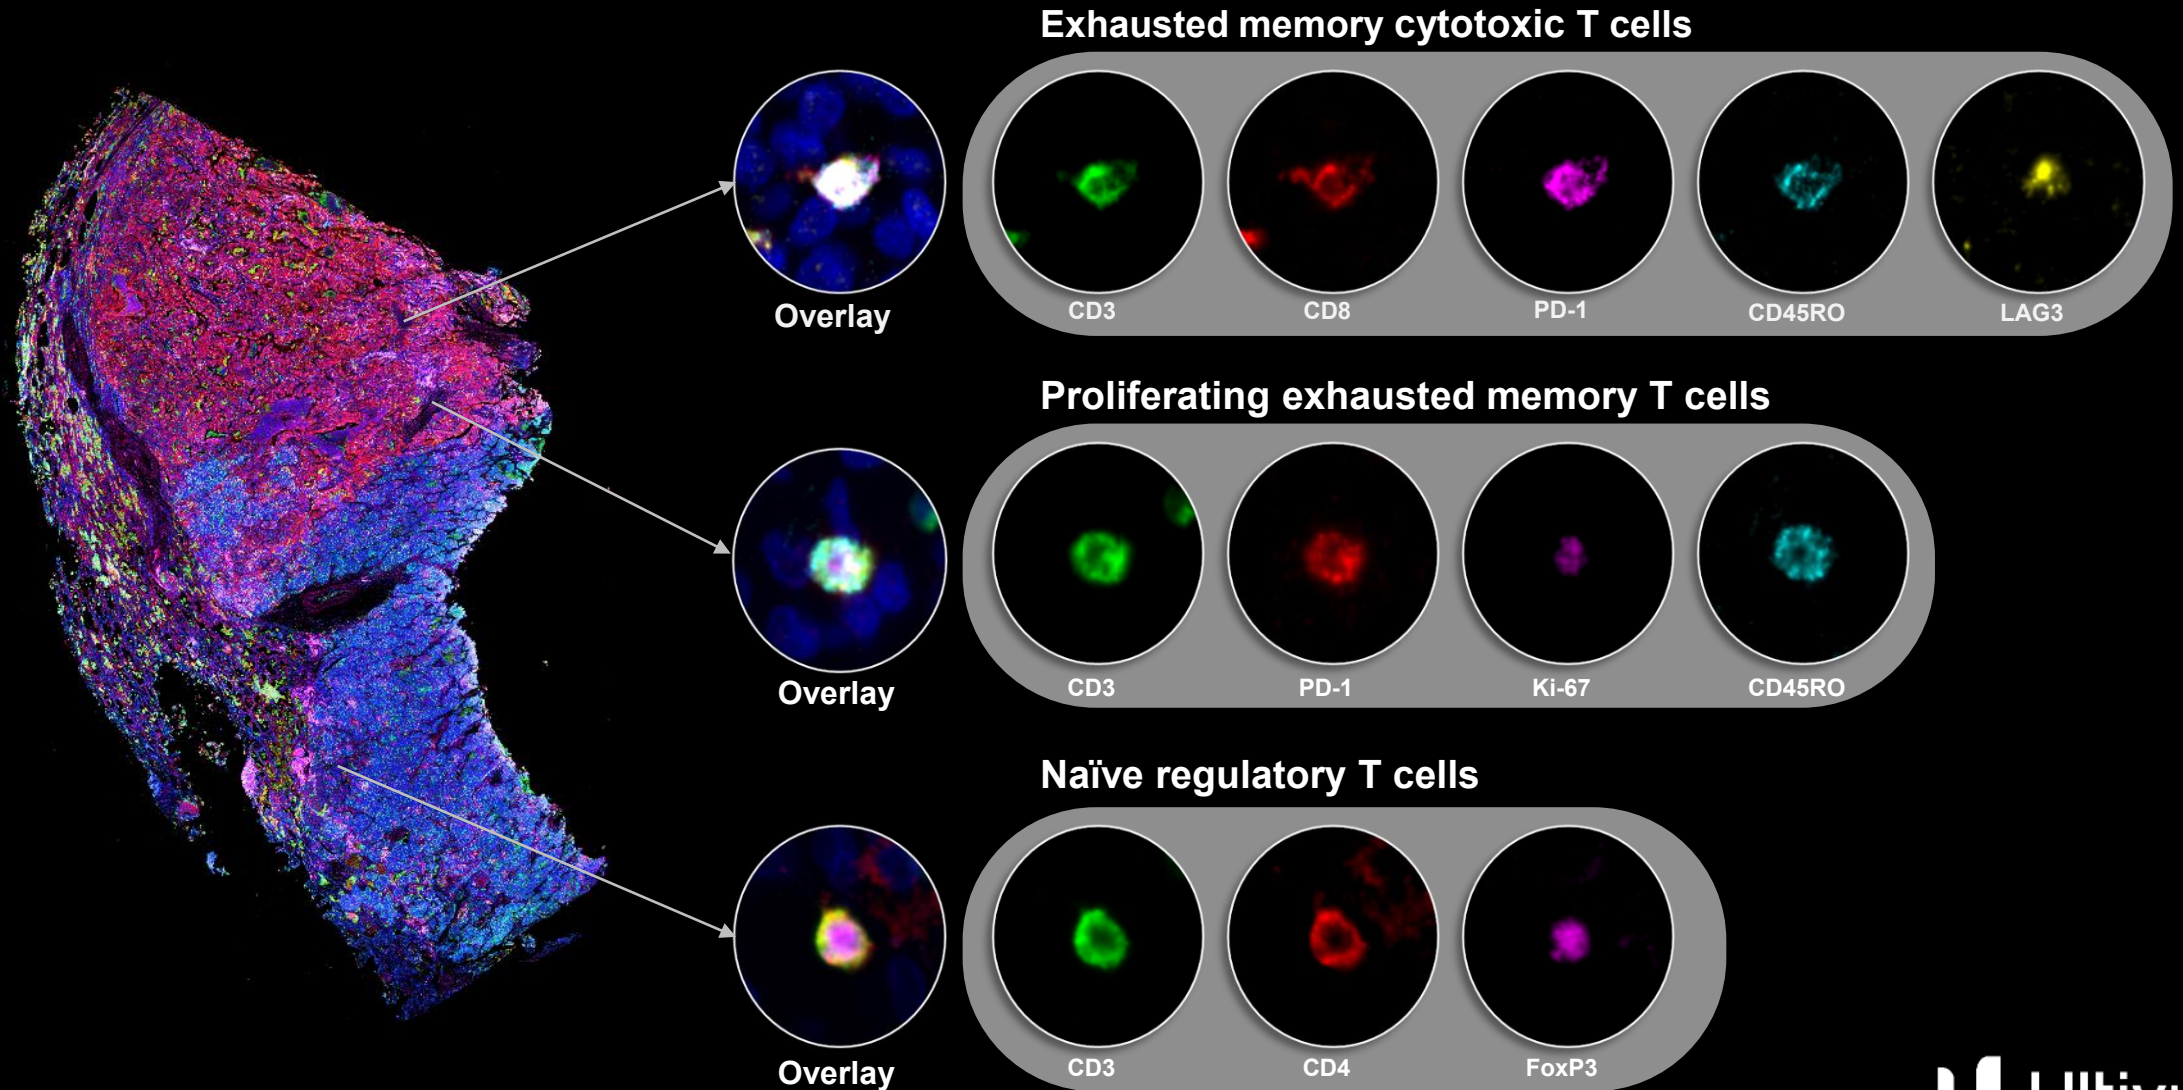 Exhausted memory cytotoxic T cells
Overlay
CD3 CD8 PD-1 CD45RO LAG3
Proliferating exhausted memory T cells
Overlay
CD3 PD-1 Ki-67 CD45RO
Naïve regulatory T cells
Overlay
CD3 CD4 FoxP3